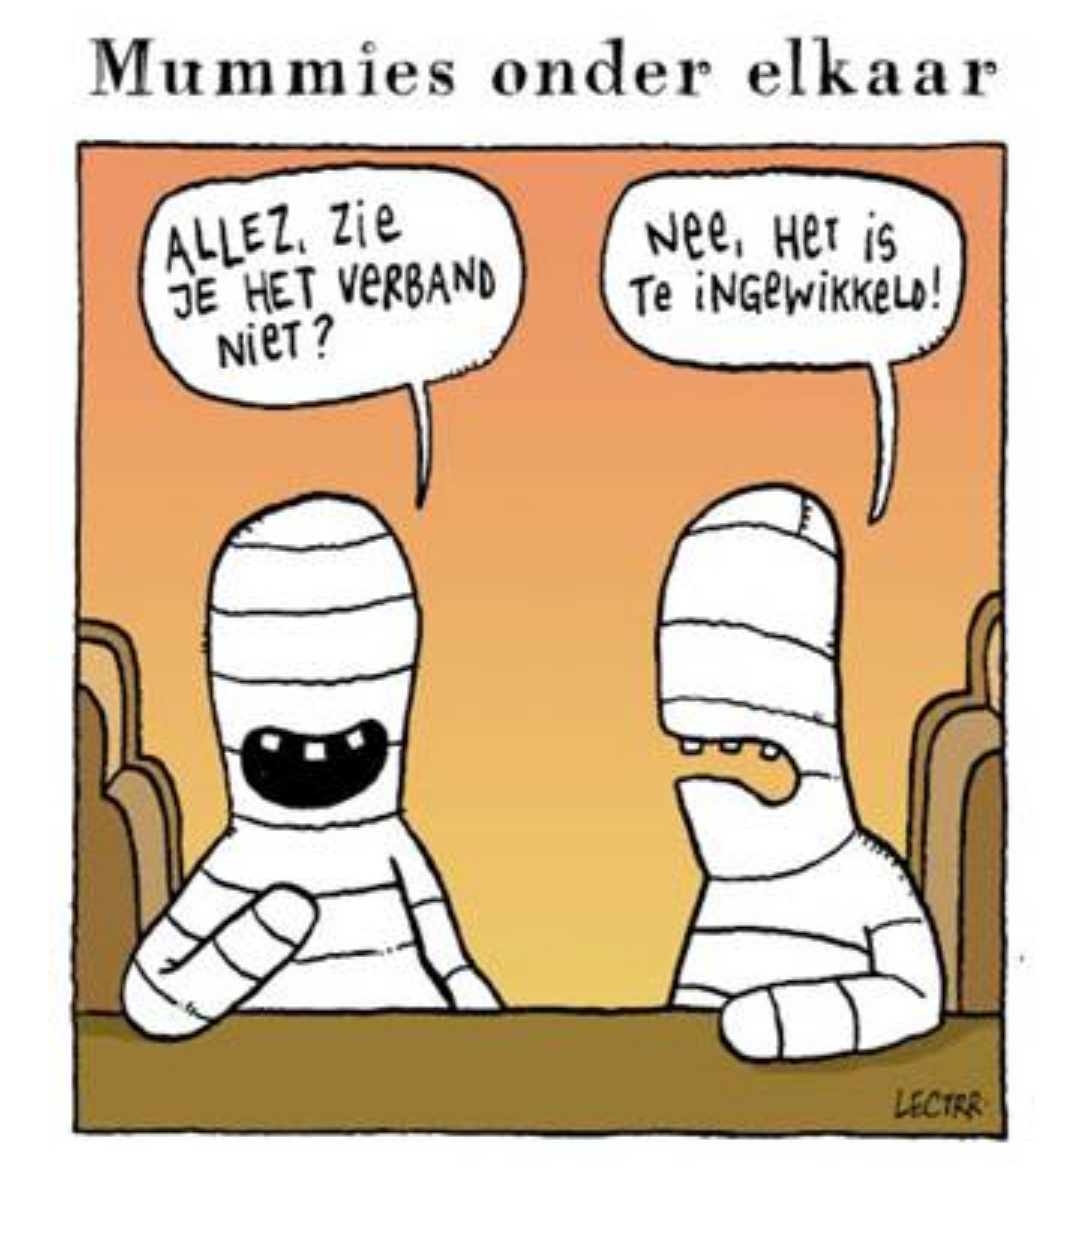 Mummies onder elkaar
ALLEZ, Zie
JE HET VERBAND
NIET?
Nee, HET is
Te iNGewikkeLD!
LECTRR